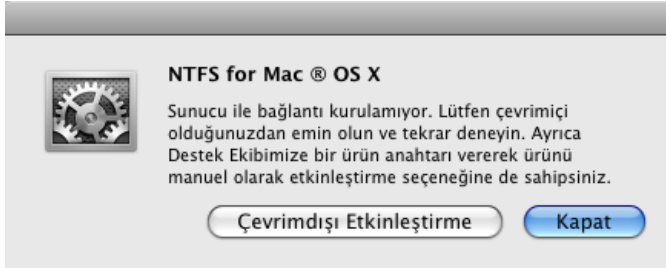 NTFS for Mac ® OS X
Sunucu ile bağlantı kurulamıyor. Lütfen çevrimiçi
olduğunuzdan emin olun ve tekrar deneyin. Ayrıca
Destek Ekibimize bir ürün anahtarı vererek ürünü
manuel olarak etkinleştirme seçeneğine de sahipsiniz.
Çevrimdışı Etkinleştirme Kapat